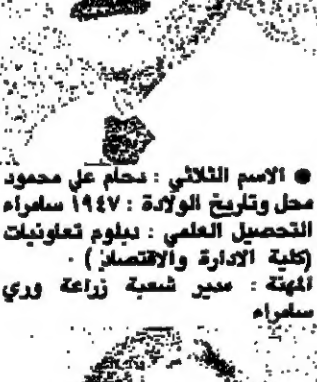 ● الاسم الثلاثي : دحام علي محمود
محل وتاريخ الولادة : ١٩٤٧ سامراء
التحصيل العلمي : دبلوم تعاونيات
(كلية الادارة والاقتصاد) .
المهنة : مدير شعبة زراعة وري
سامراء